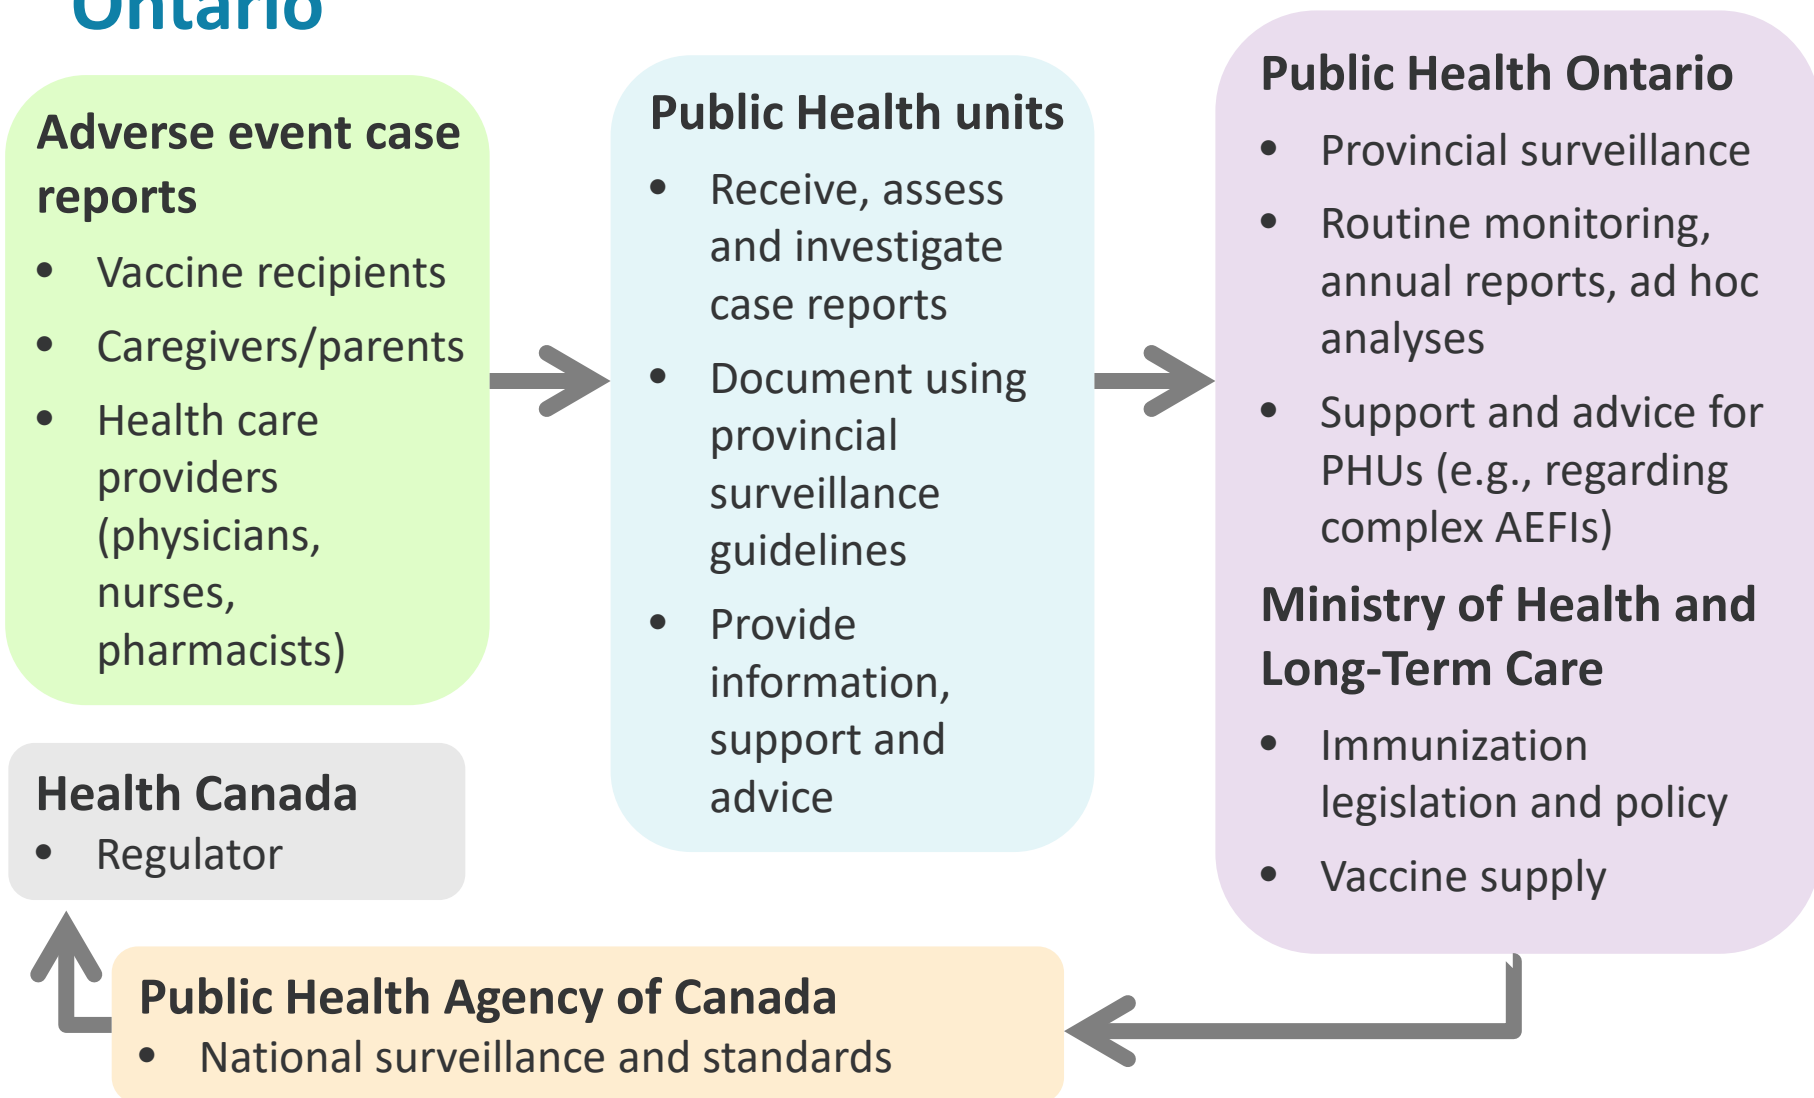 Ontario
Adverse event case
reports
• Vaccine recipients
• Caregivers/parents
• Health care
providers
(physicians,
nurses,
pharmacists)
Public Health units
• Receive, assess
and investigate
case reports
• Document using
provincial
surveillance
guidelines
• Provide
information,
support and
advice
Public Health Ontario
• Provincial surveillance
• Routine monitoring,
annual reports, ad hoc
analyses
• Support and advice for
PHUs (e.g., regarding
complex AEFIs)
Ministry of Health and
Long-Term Care
• Immunization
legislation and policy
• Vaccine supply
Public Health Agency of Canada
• National surveillance and standards
Health Canada
• Regulator